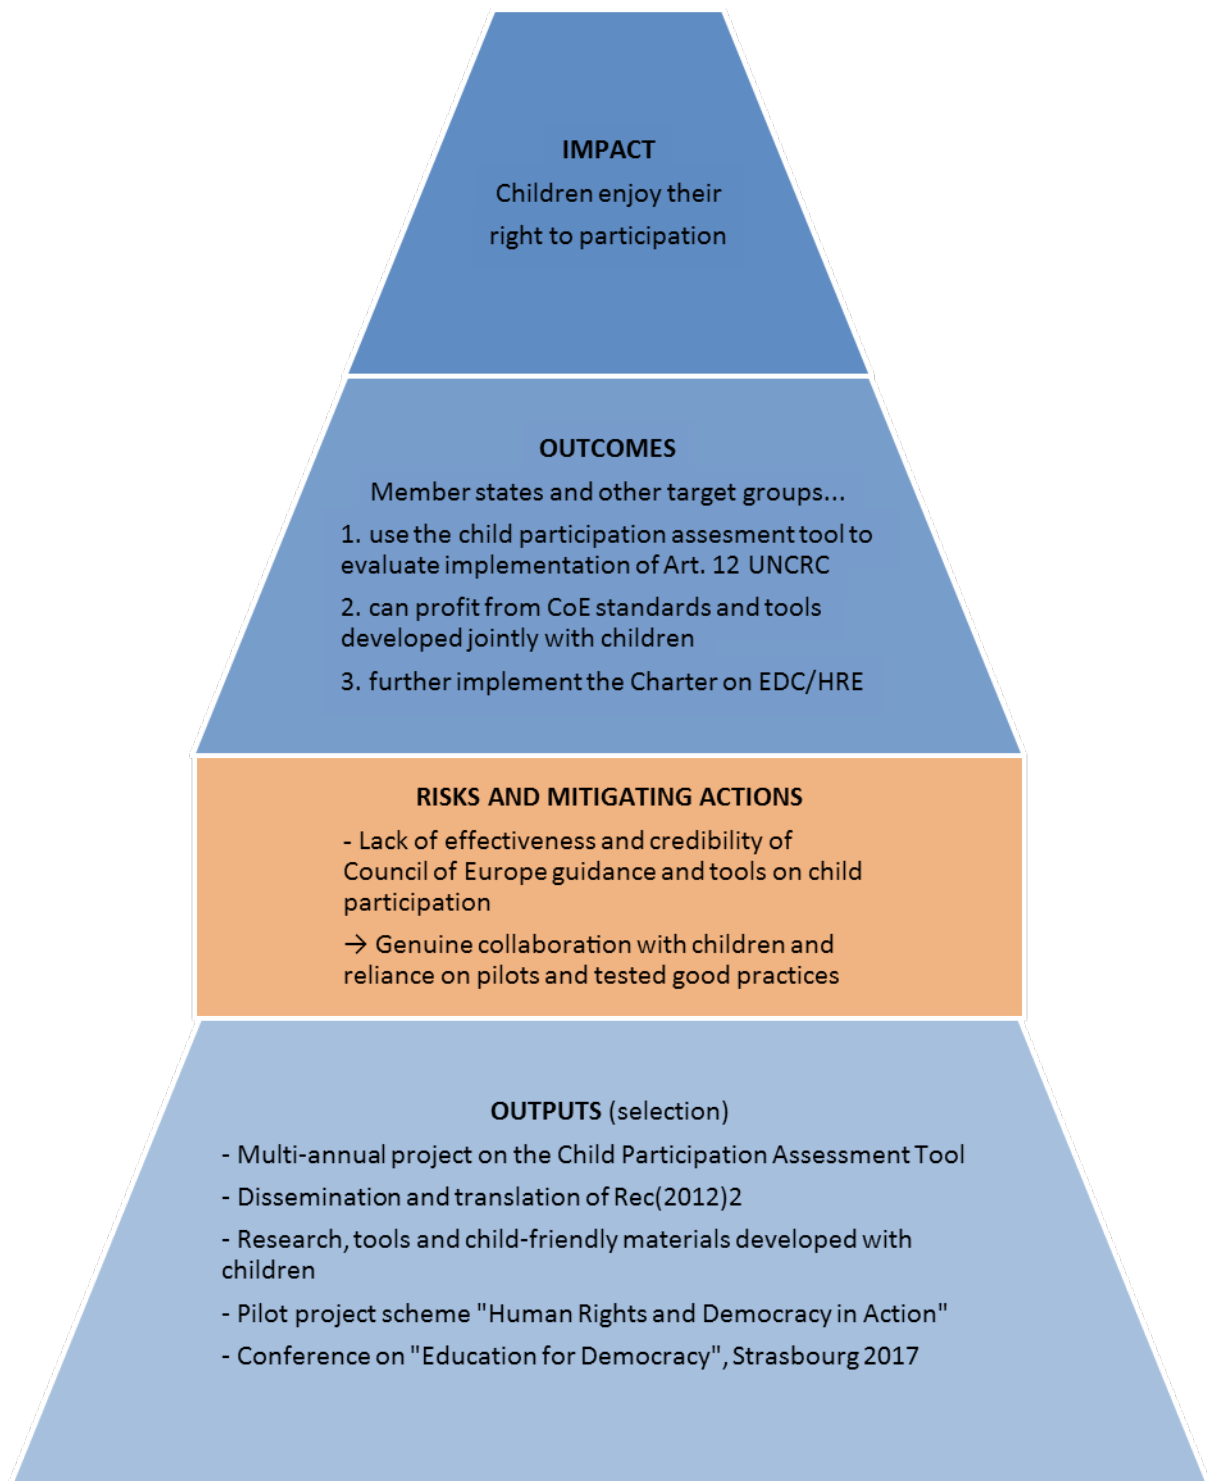 IMPACT
Children enjoy their
right to participation
OUTCOMES
Member states and other target groups...
1. use the child participation assesment tool to
evaluate implementation of Art. 12 UNCRC
2. can profit from CoE standards and tools
developed jointly with children
3. further implement the Charter on EDC/HRE
RISKS AND MITIGATING ACTIONS
- Lack of effectiveness and credibility of
Council of Europe guidance and tools on child
participation
→ Genuine collaboration with children and
reliance on pilots and tested good practices
OUTPUTS (selection)
- Multi-annual project on the Child Participation Assessment Tool
- Dissemination and translation of Rec(2012)2
- Research, tools and child-friendly materials developed with
children
- Pilot project scheme "Human Rights and Democracy in Action"
- Conference on "Education for Democracy", Strasbourg 2017